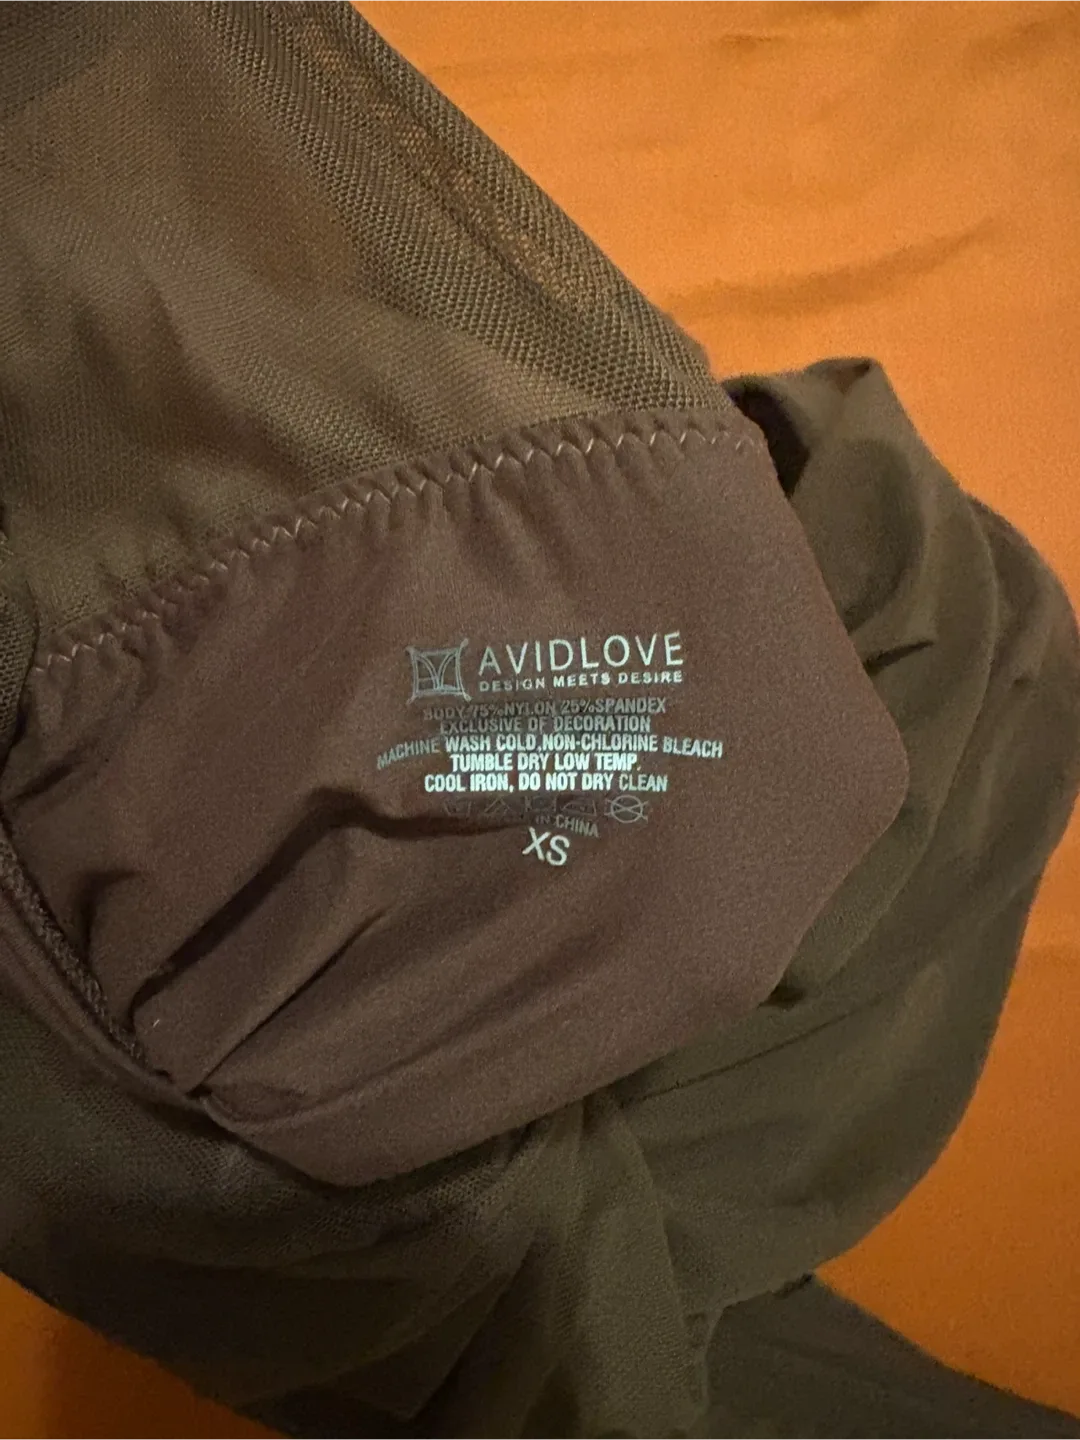 AVIDLOVE
DESIGN MEETS DESIRE
BODY 75%NYLON 25%SPANDEX
EXCLUSIVE OF DECORATION
MACHINE WASH COLD,NON-CHLORINE BLEACH
TUMBLE DRY LOW TEMP.
COOL IRON, DO NOT DRY CLEAN
IN CHINA
XS